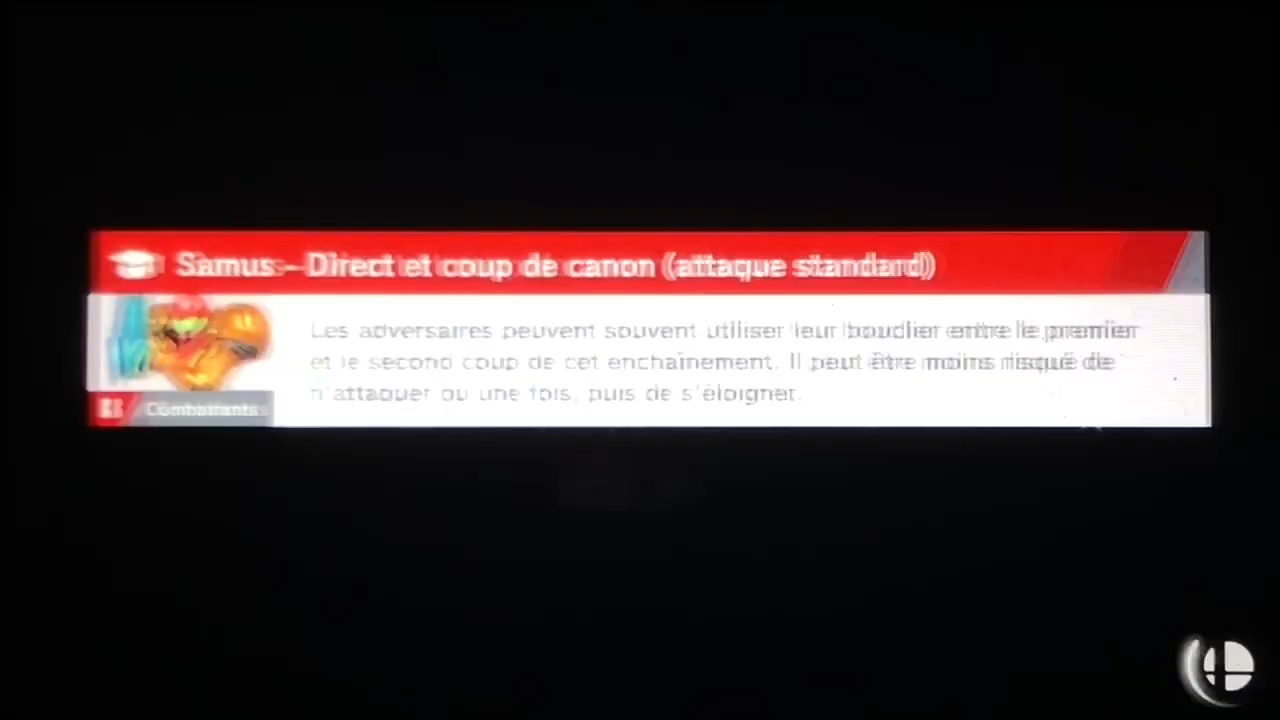 Samus – Direct et coup de canon (attaque standard)
Les adversaires peuvent souvent utiliser leur bouclier entre le premier
et le second coup de cet enchaînement. Il peut être moins risqué de
n'attaquer qu'une fois, puis de s'éloigner.
Combattants